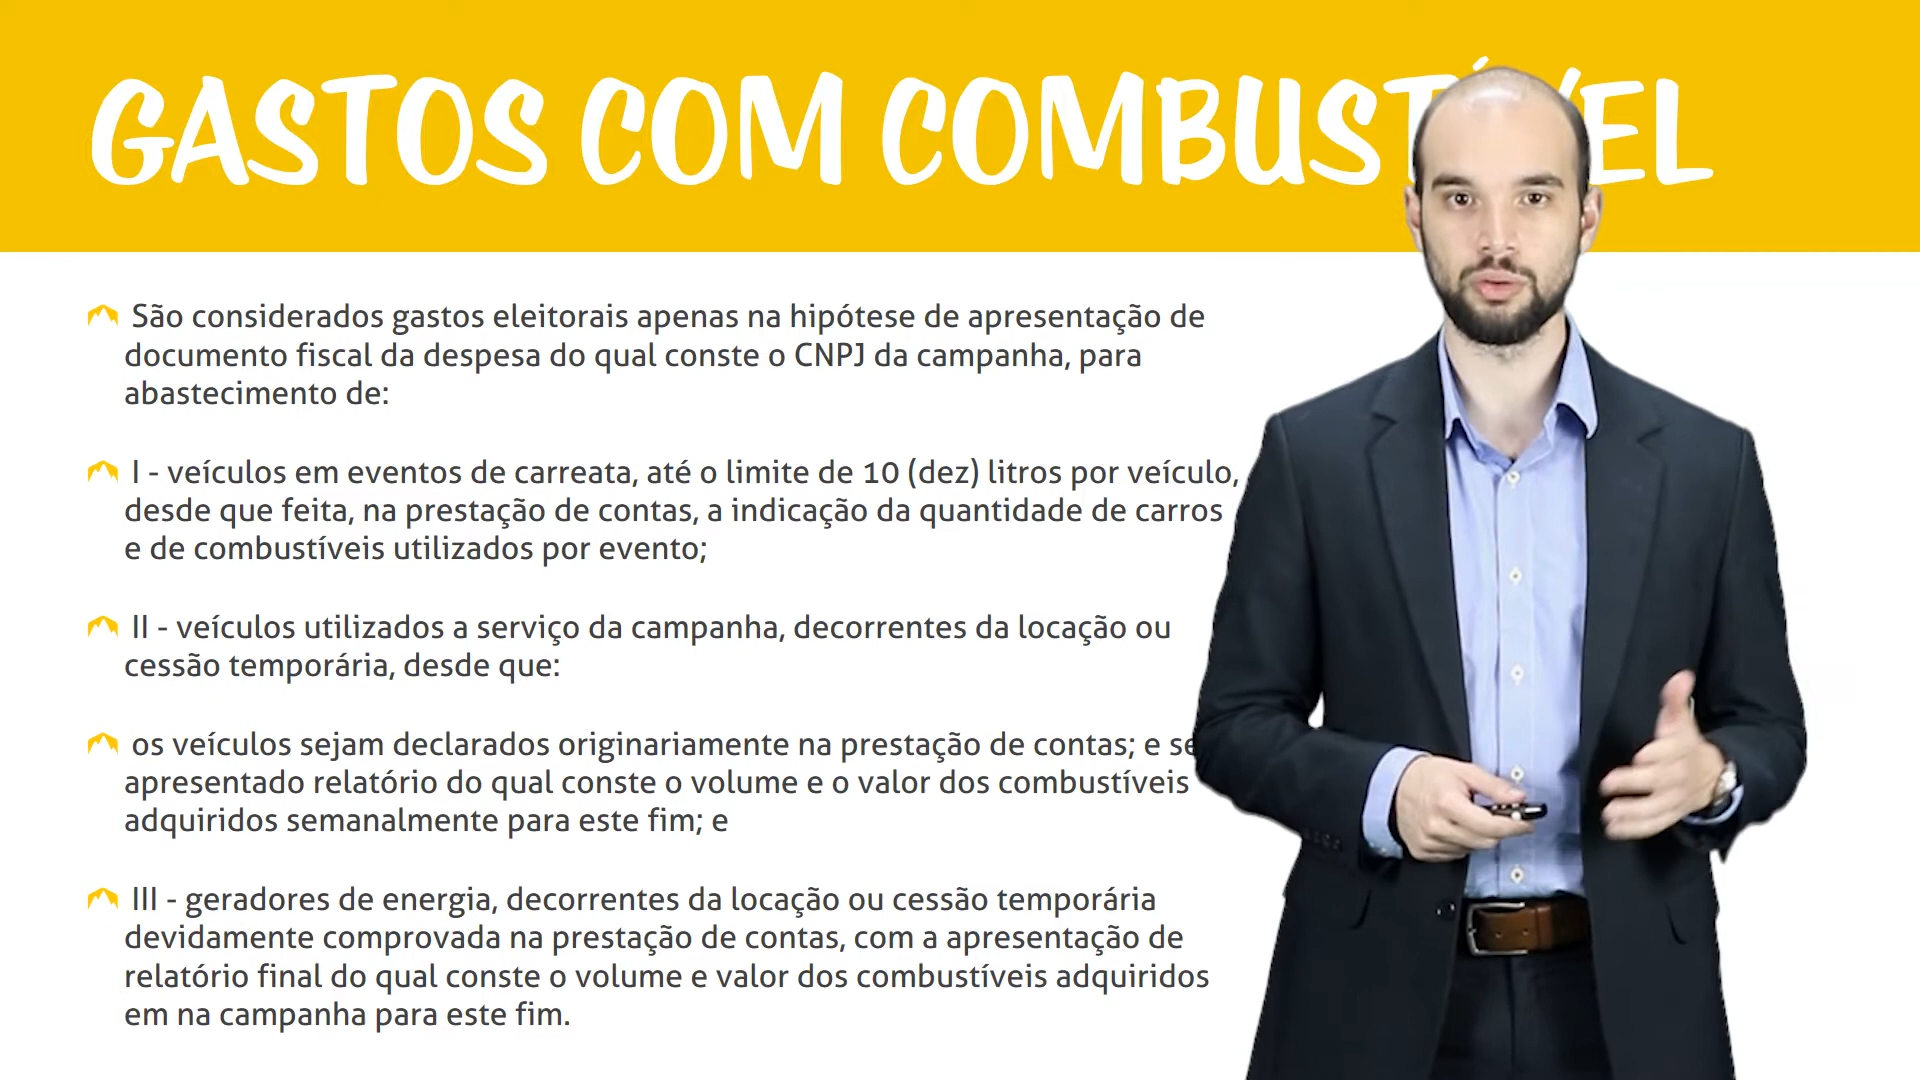 GASTOS COM COMBUSTÍVEL
São considerados gastos eleitorais apenas na hipótese de apresentação de
documento fiscal da despesa do qual conste o CNPJ da campanha, para
abastecimento de:
I - veículos em eventos de carreata, até o limite de 10 (dez) litros por veículo,
desde que feita, na prestação de contas, a indicação da quantidade de carros
e de combustíveis utilizados por evento;
II - veículos utilizados a serviço da campanha, decorrentes da locação ou
cessão temporária, desde que:
os veículos sejam declarados originariamente na prestação de contas; e
apresentado relatório do qual conste o volume e o valor dos combustíveis
adquiridos semanalmente para este fim; e
III - geradores de energia, decorrentes da locação ou cessão temporária
devidamente comprovada na prestação de contas, com a apresentação de
relatório final do qual conste o volume e valor dos combustíveis adquiridos
em na campanha para este fim.